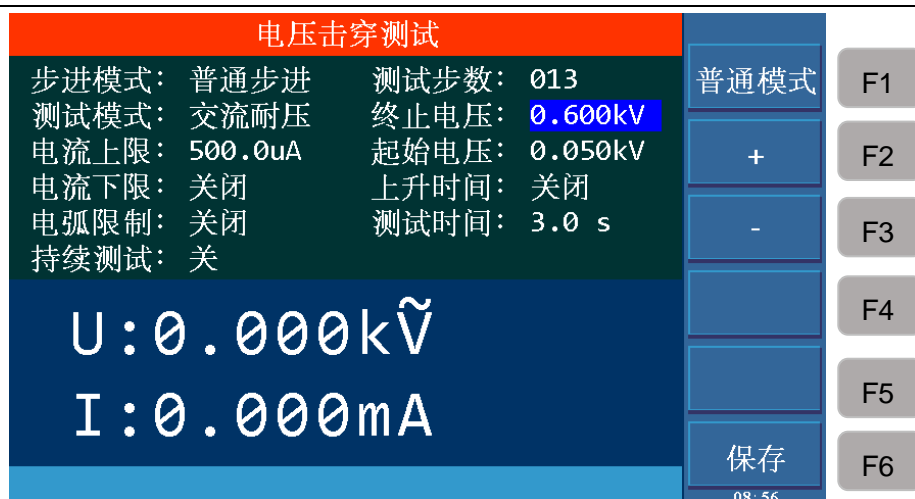 电压击穿测试
步进模式: 普通步进 测试步数: 013
测试模式: 交流耐压 终止电压: 0.600kV
电流上限: 500.0uA 起始电压: 0.050kV
电流下限: 关闭 上升时间: 关闭
电弧限制: 关闭 测试时间: 3.0 s
持续测试: 关
U:0.000kṼ
I:0.000mA
普通模式
+
-
保存
08:56
F1
F2
F3
F4
F5
F6